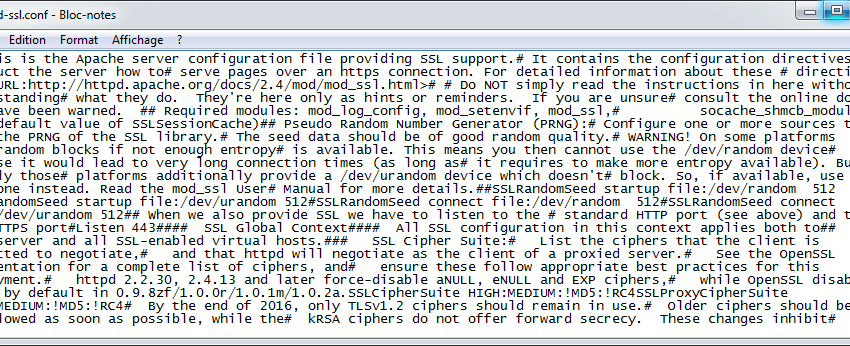 d-ssl.conf - Bloc-notes
Edition Format Affichage ?
is is the Apache server configuration file providing SSL support.# It contains the configuration directives
uct the server how to# serve pages over an https connection. For detailed information about these # directi
URL:http://httpd.apache.org/docs/2.4/mod/mod_ssl.html># # Do NOT simply read the instructions in here witho
standing# what they do. They're here only as hints or reminders. If you are unsure# consult the online do
ave been warned. ## Required modules: mod_log_config, mod_setenvif, mod_ssl,# socache_shmcb_modul
default value of SSLSessionCache)## Pseudo Random Number Generator (PRNG):# Configure one or more sources t
the PRNG of the SSL library.# The seed data should be of good random quality.# WARNING! On some platforms
random blocks if not enough entropy# is available. This means you then cannot use the /dev/random device#
se it would lead to very long connection times (as long as# it requires to make more entropy available). Bu
ly those# platforms additionally provide a /dev/urandom device which doesn't# block. So, if available, use
one instead. Read the mod_ssl User# Manual for more details.##SSLRandomSeed startup file:/dev/random 512
andomSeed startup file:/dev/urandom 512#SSLRandomSeed connect file:/dev/random 512#SSLRandomSeed connect
/dev/urandom 512## When we also provide SSL we have to listen to the # standard HTTP port (see above) and t
TTPS port#Listen 443#### SSL Global Context#### All SSL configuration in this context applies both to##
server and all SSL-enabled virtual hosts.### SSL Cipher Suite:# List the ciphers that the client is
tted to negotiate,# and that httpd will negotiate as the client of a proxied server.# See the OpenSSL
entation for a complete list of ciphers, and# ensure these follow appropriate best practices for this
yment.# httpd 2.2.30, 2.4.13 and later force-disable aNULL, eNULL and EXP ciphers,# while OpenSSL disab
by default in 0.9.8zf/1.0.0r/1.0.1m/1.0.2a.SSLCipherSuite HIGH:MEDIUM:!MD5:!RC4SSLProxyCipherSuite
MEDIUM:!MD5:!RC4# By the end of 2016, only TLSv1.2 ciphers should remain in use.# Older ciphers should be
lowed as soon as possible, while the# kRSA ciphers do not offer forward secrecy. These changes inhibit#